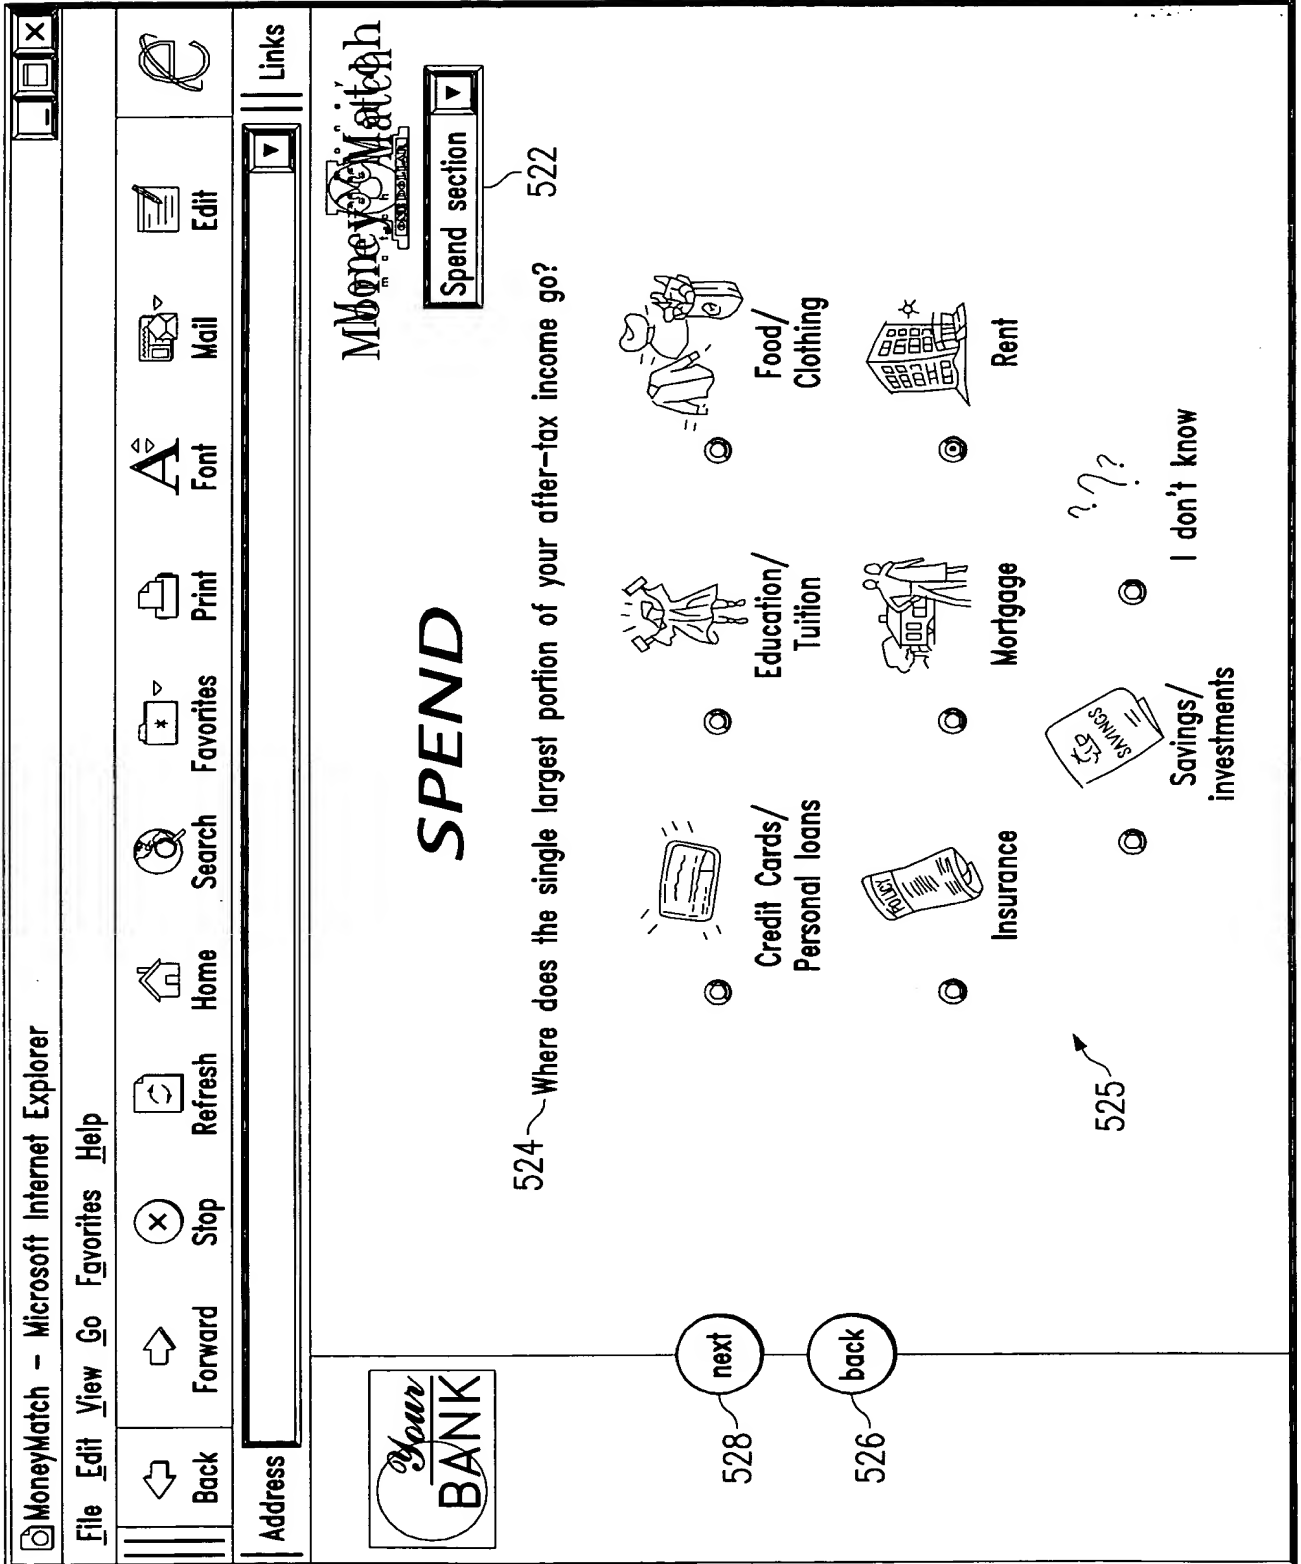 MoneyMatch – Microsoft Internet Explorer
File Edit View Go Favorites Help
Back Forward Stop Refresh Home Search Favorites Print Font Mail Edit
Address Links
Your
BANK
MoneyMatch
ONE DOLLAR
SPEND
Spend section
522
524 Where does the single largest portion of your after-tax income go?
Credit Cards/
Personal loans
Education/
Tuition
Food/
Clothing
528 next
526 back
POLICY
Insurance
Mortgage
Rent
525
SAVINGS
Savings/
investments
???
I don't know